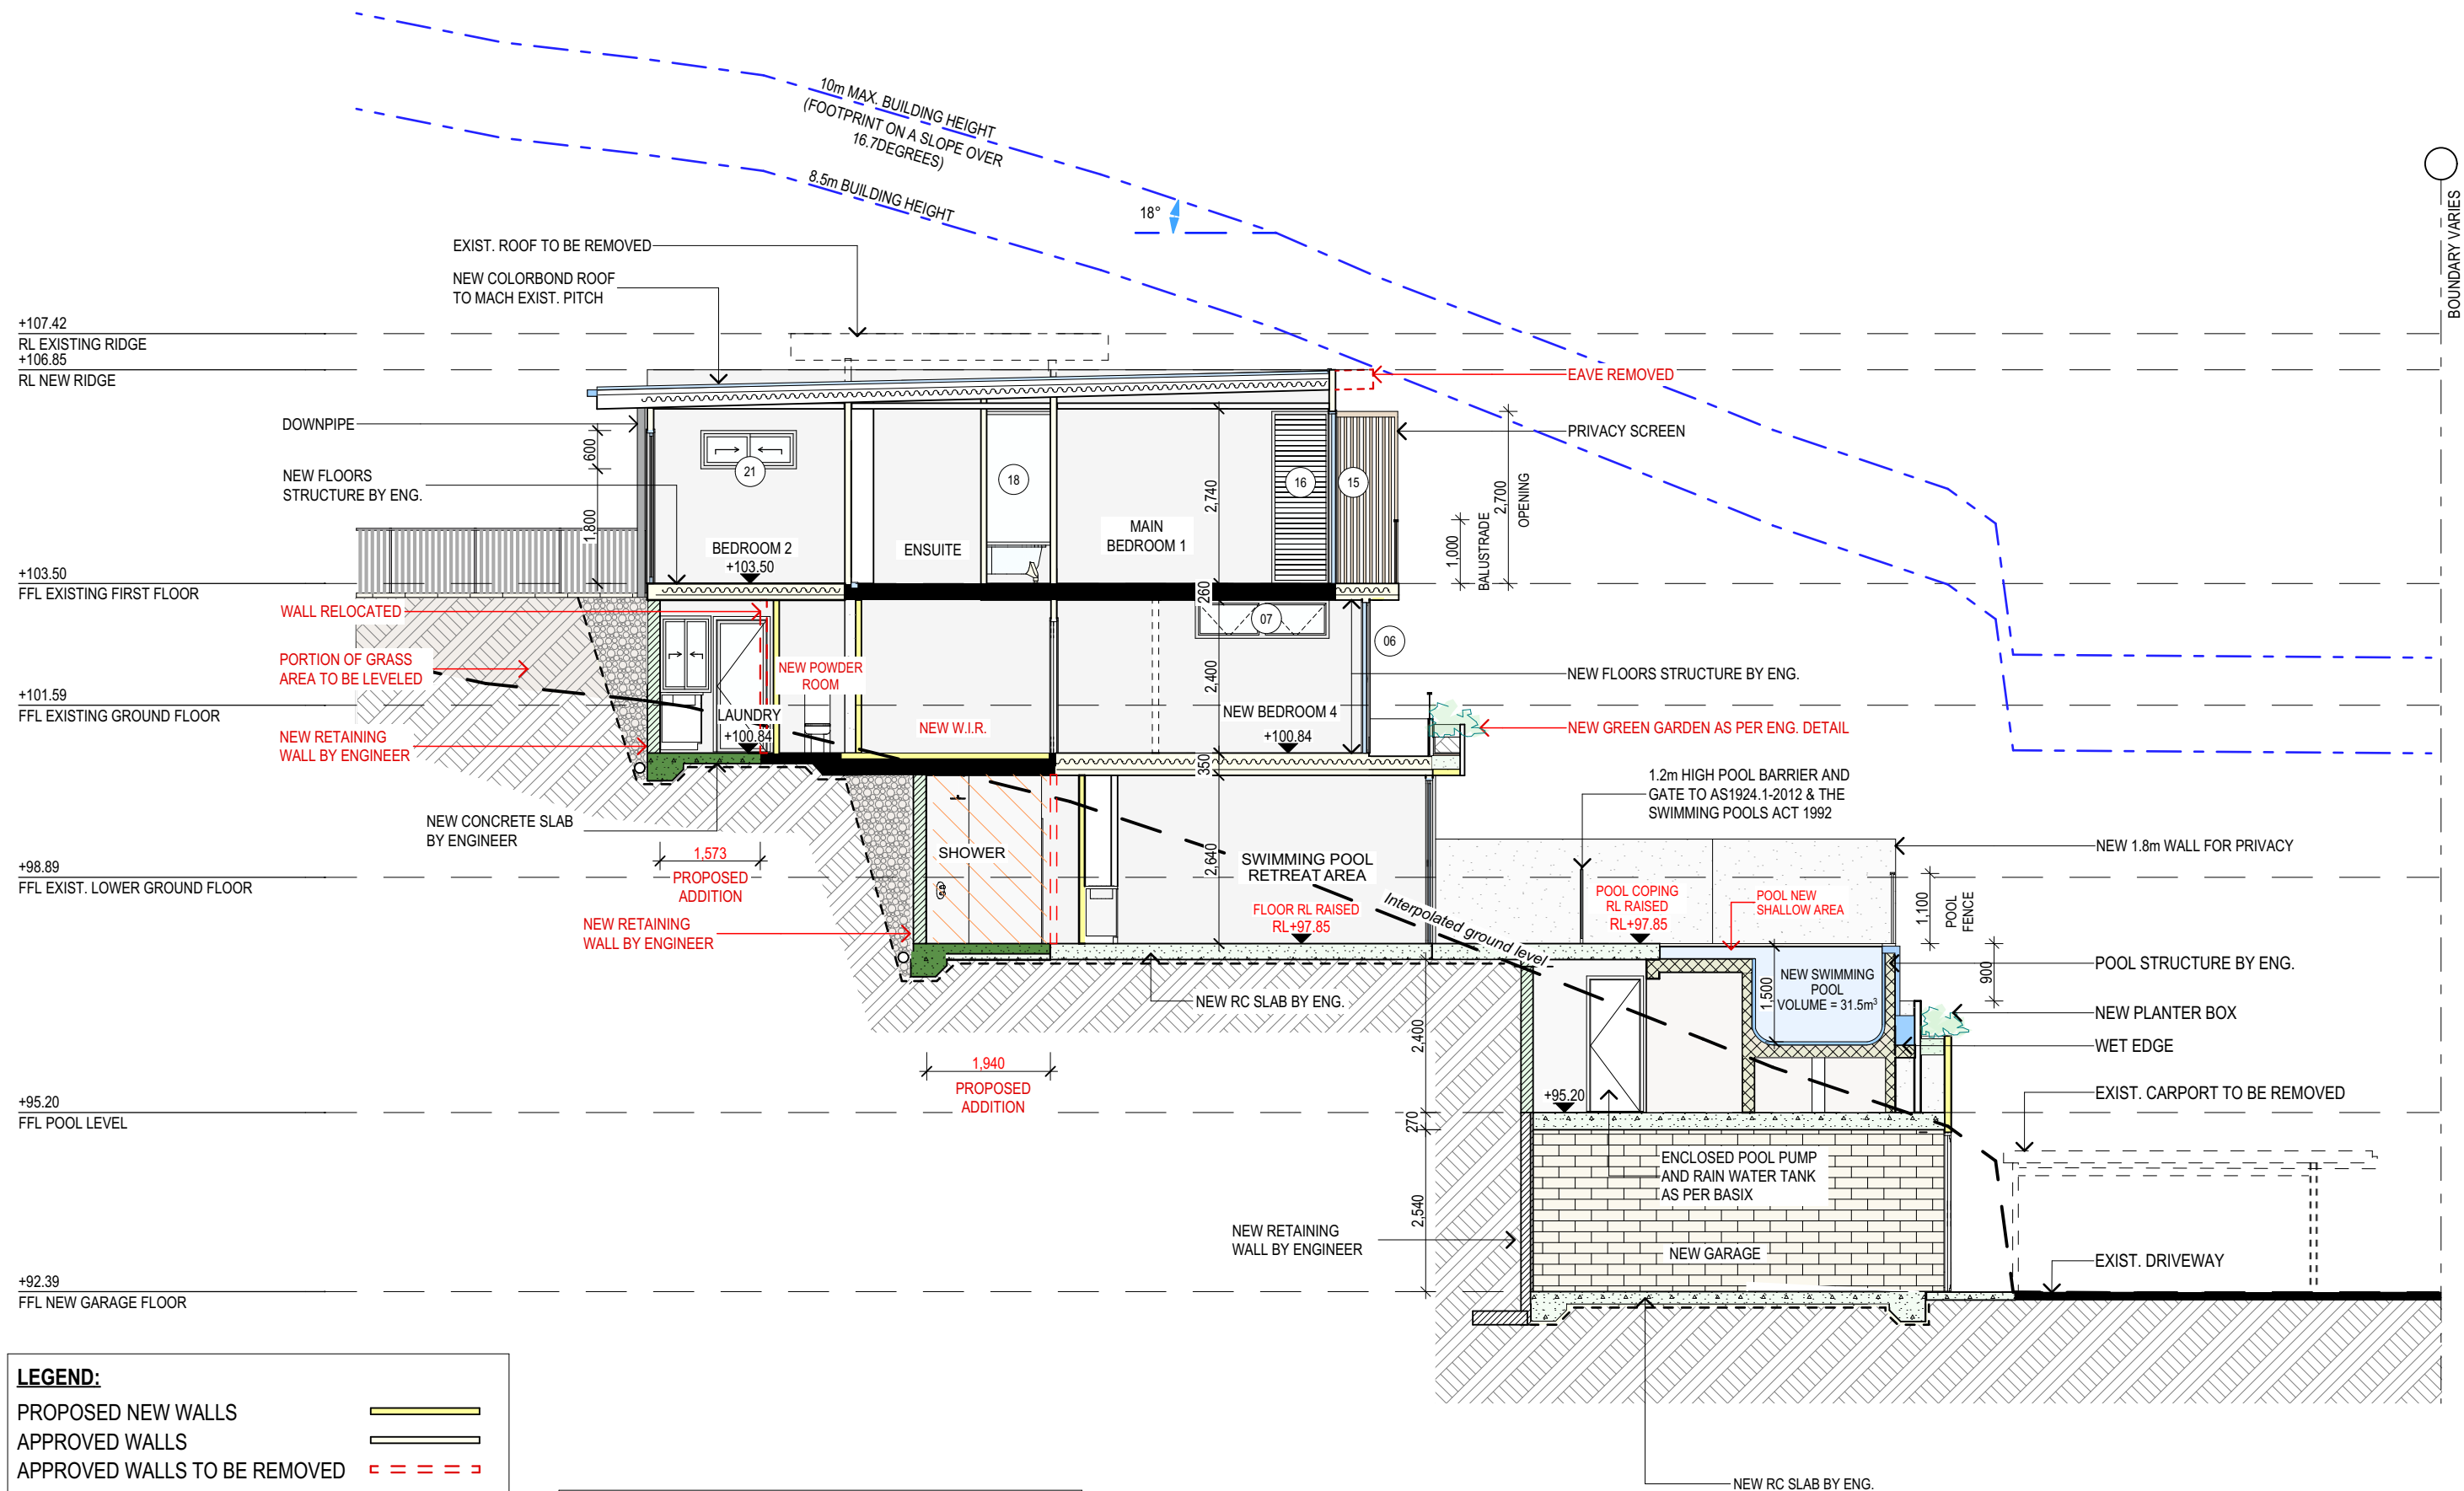 10m MAX. BUILDING HEIGHT
(FOOTPRINT ON A SLOPE OVER
16.7DEGREES)
8.5m BUILDING HEIGHT
18°
BOUNDARY VARIES
EXIST. ROOF TO BE REMOVED
NEW COLORBOND ROOF
TO MACH EXIST. PITCH
+107.42
RL EXISTING RIDGE
+106.85
RL NEW RIDGE
EAVE REMOVED
DOWNPIPE
PRIVACY SCREEN
NEW FLOORS
STRUCTURE BY ENG.
600
1,800
21
18
16
15
2,740
2,700
OPENING
1,000
BALUSTRADE
BEDROOM 2
+103.50
ENSUITE
MAIN
BEDROOM 1
+103.50
FFL EXISTING FIRST FLOOR
260
WALL RELOCATED
07
06
PORTION OF GRASS
AREA TO BE LEVELED
NEW POWDER
ROOM
2,400
NEW FLOORS STRUCTURE BY ENG.
+101.59
FFL EXISTING GROUND FLOOR
LAUNDRY
+100.84
NEW W.I.R.
NEW BEDROOM 4
+100.84
NEW GREEN GARDEN AS PER ENG. DETAIL
NEW RETAINING
WALL BY ENGINEER
350
1.2m HIGH POOL BARRIER AND
GATE TO AS1924.1-2012 & THE
SWIMMING POOLS ACT 1992
NEW CONCRETE SLAB
BY ENGINEER
NEW 1.8m WALL FOR PRIVACY
1,573
PROPOSED
ADDITION
SHOWER
2,640
SWIMMING POOL
RETREAT AREA
+98.89
FFL EXIST. LOWER GROUND FLOOR
Interpolated ground level
POOL COPING
RL RAISED
RL+97.85
POOL NEW
SHALLOW AREA
1,100
POOL
FENCE
FLOOR RL RAISED
RL+97.85
NEW RETAINING
WALL BY ENGINEER
900
POOL STRUCTURE BY ENG.
NEW SWIMMING
POOL
VOLUME = 31.5m³
1,500
NEW RC SLAB BY ENG.
NEW PLANTER BOX
2,400
WET EDGE
1,940
PROPOSED
ADDITION
+95.20
EXIST. CARPORT TO BE REMOVED
+95.20
FFL POOL LEVEL
270
ENCLOSED POOL PUMP
AND RAIN WATER TANK
AS PER BASIX
2,540
NEW RETAINING
WALL BY ENGINEER
NEW GARAGE
EXIST. DRIVEWAY
+92.39
FFL NEW GARAGE FLOOR
LEGEND:
PROPOSED NEW WALLS
APPROVED WALLS
APPROVED WALLS TO BE REMOVED
NEW RC SLAB BY ENG.